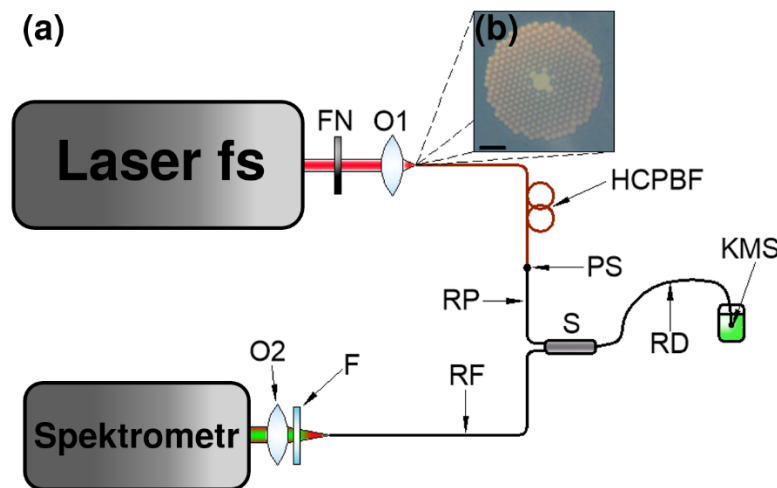 (a)
(b)
Laser fs
FN
O1
HCPBF
PS
KMS
RP
S
RD
O2
F
RF
Spektrometr